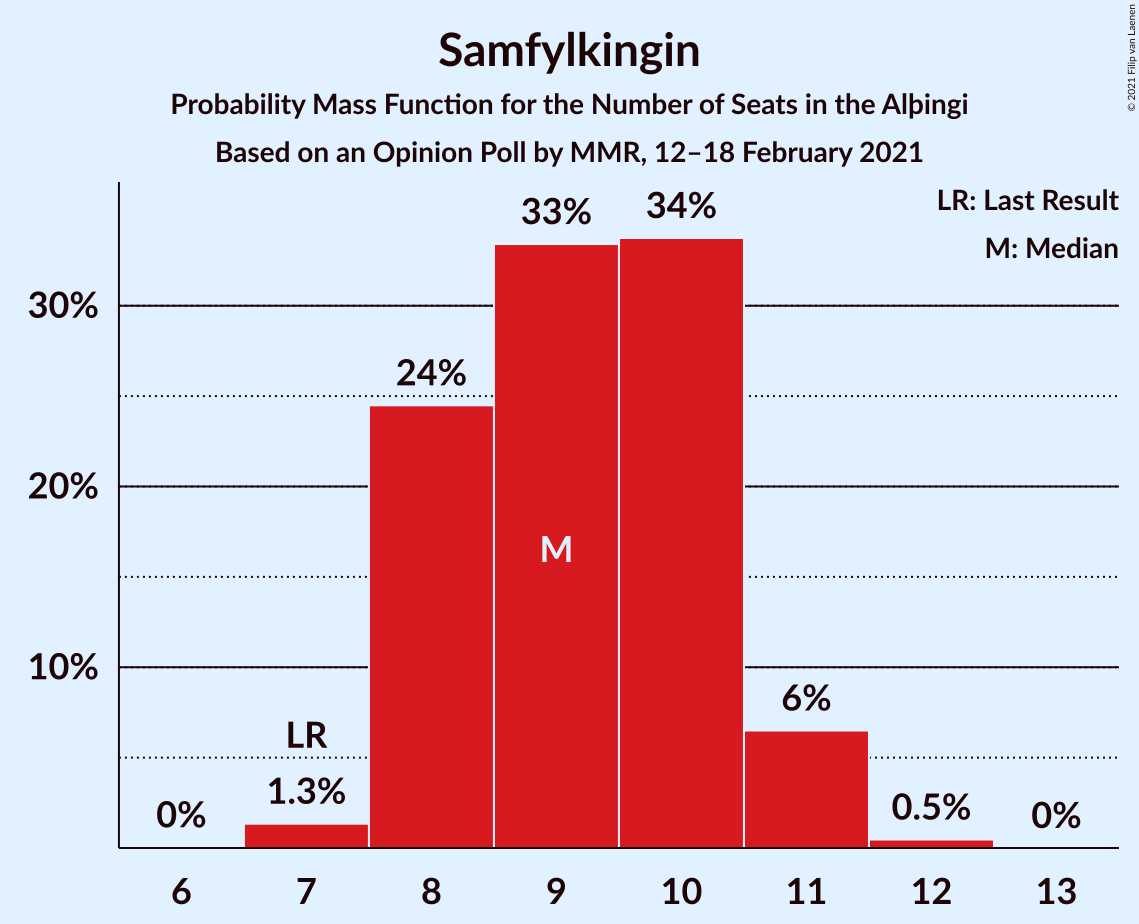 Samfylkingin
Probability Mass Function for the Number of Seats in the Alþingi
Based on an Opinion Poll by MMR, 12–18 February 2021
© 2021 Filip van Laenen
LR: Last Result
M: Median
33%
34%
30%
24%
20%
M
10%
6%
LR
1.3%
0%
0.5%
0%
6 7 8 9 10 11 12 13